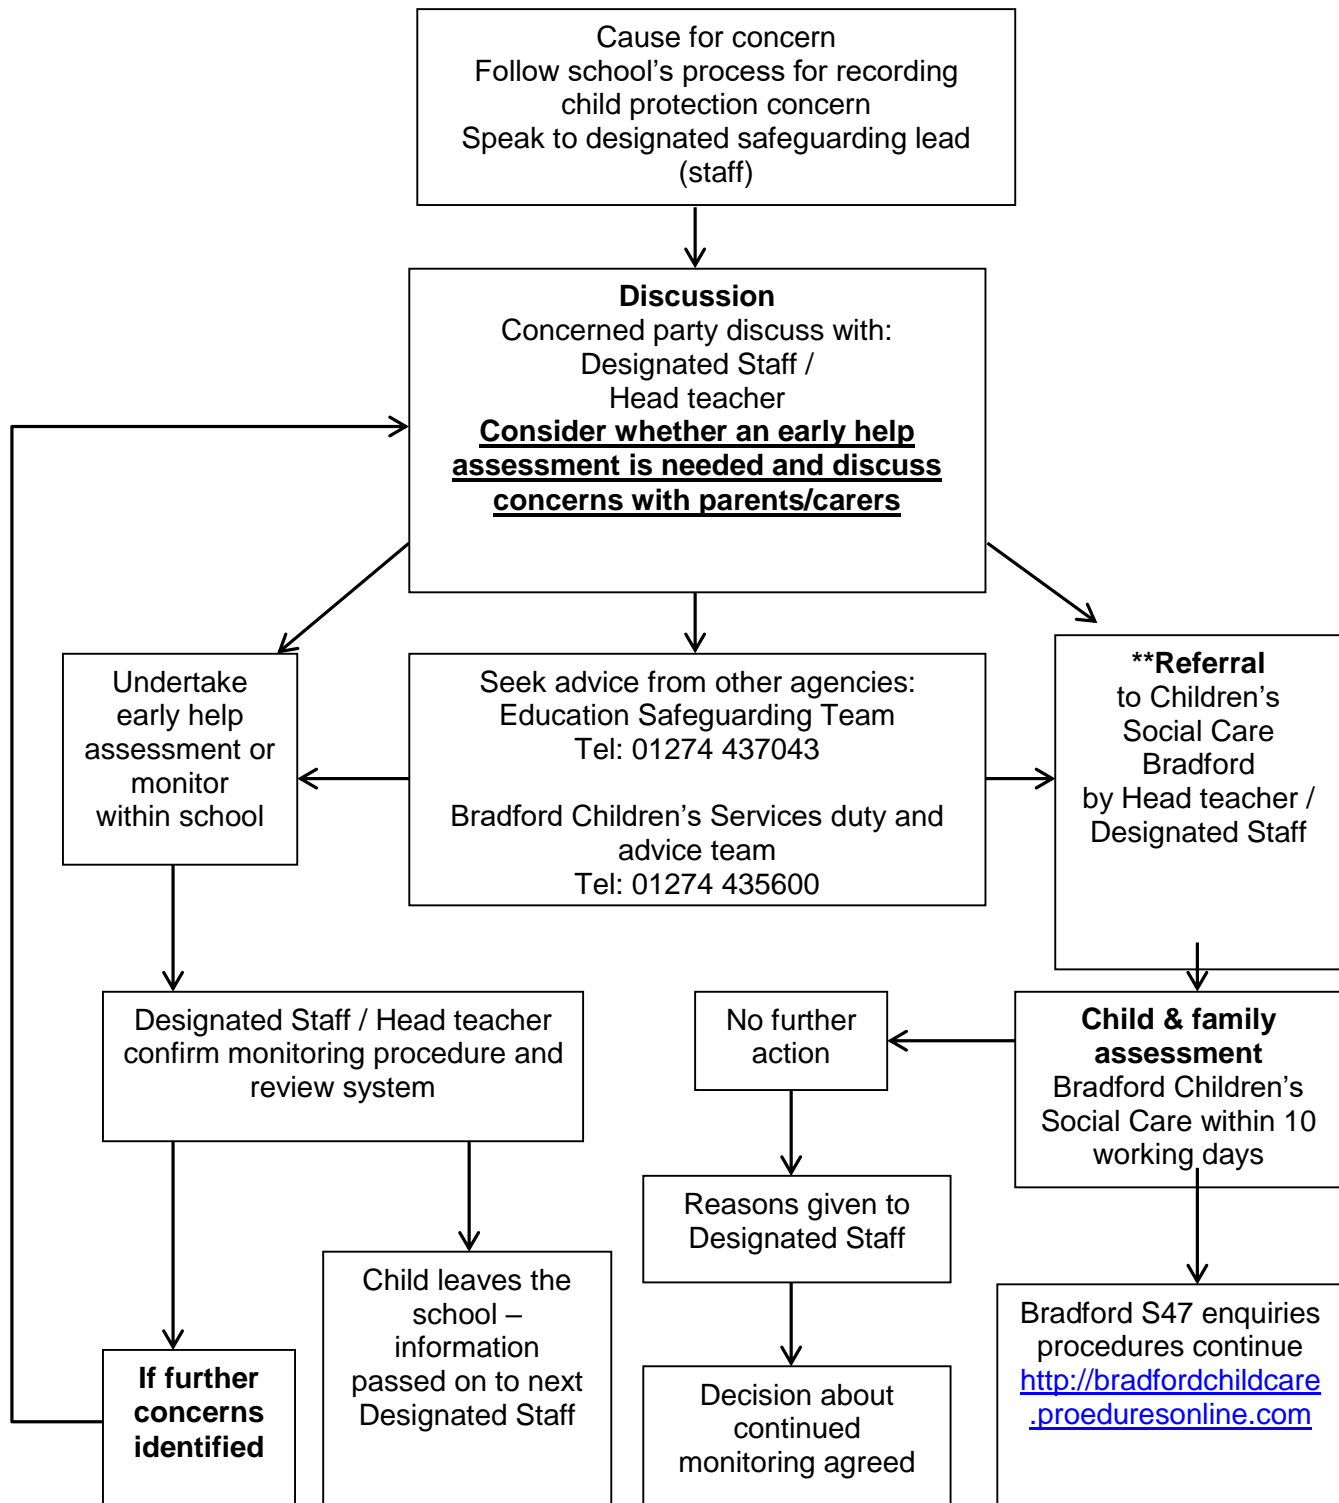 Cause for concern
Follow school’s process for recording
child protection concern
Speak to designated safeguarding lead
(staff)
Discussion
Concerned party discuss with:
Designated Staff /
Head teacher
Consider whether an early help
assessment is needed and discuss
concerns with parents/carers
Undertake
early help
assessment or
monitor
within school
Seek advice from other agencies:
Education Safeguarding Team
Tel: 01274 437043
Bradford Children’s Services duty and
advice team
Tel: 01274 435600
**Referral
to Children’s
Social Care
Bradford
by Head teacher /
Designated Staff
Designated Staff / Head teacher
confirm monitoring procedure and
review system
No further
action
Child & family
assessment
Bradford Children’s
Social Care within 10
working days
Reasons given to
Designated Staff
Child leaves the
school –
information
passed on to next
Designated Staff
If further
concerns
identified
Decision about
continued
monitoring agreed
Bradford S47 enquiries
procedures continue
http://bradfordchildcare
.proeduresonline.com